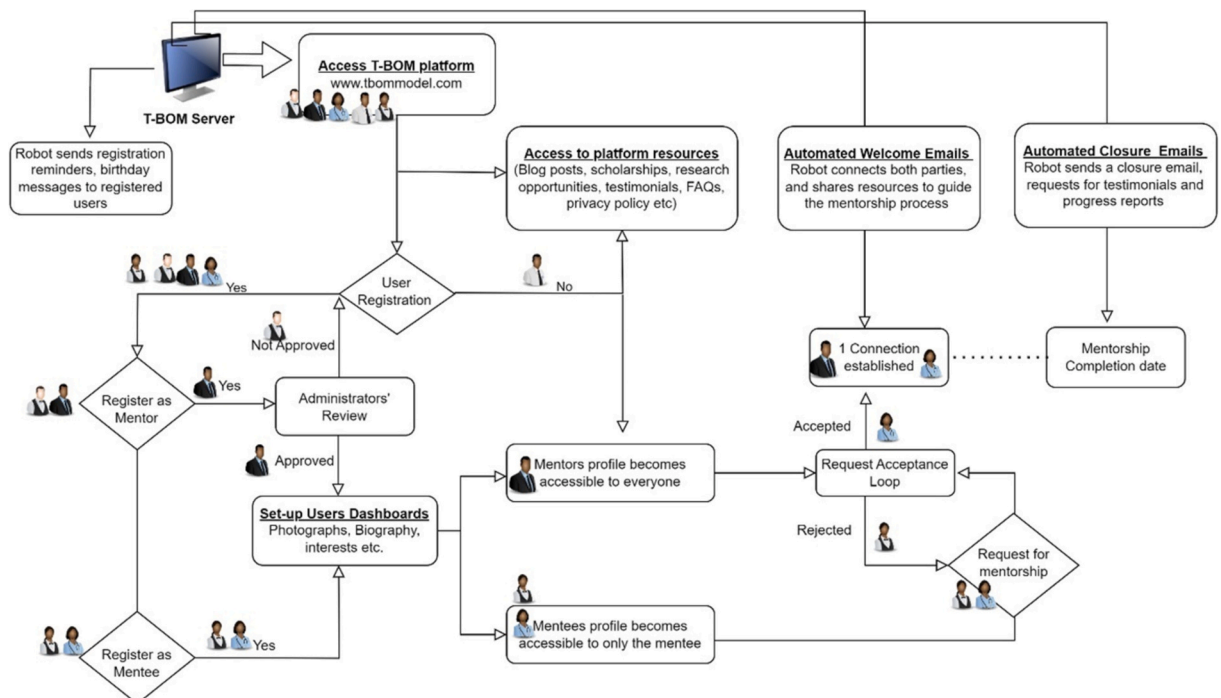 T-BOM Server
Access T-BOM platform
www.tbommodel.com
Robot sends registration
reminders, birthday
messages to registered
users
Access to platform resources
(Blog posts, scholarships, research
opportunities, testimonials, FAQs,
privacy policy etc)
Automated Welcome Emails
Robot connects both parties,
and shares resources to guide
the mentorship process
Automated Closure Emails
Robot sends a closure email,
requests for testimonials and
progress reports
Yes
User
Registration
No
Not Approved
1 Connection
established
Mentorship
Completion date
Register as
Mentor
Yes
Administrators'
Review
Accepted
Approved
Mentors profile becomes
accessible to everyone
Request Acceptance
Loop
Set-up Users Dashboards
Photographs, Biography,
interests etc.
Rejected
Request for
mentorship
Register as
Mentee
Yes
Mentees profile becomes
accessible to only the mentee